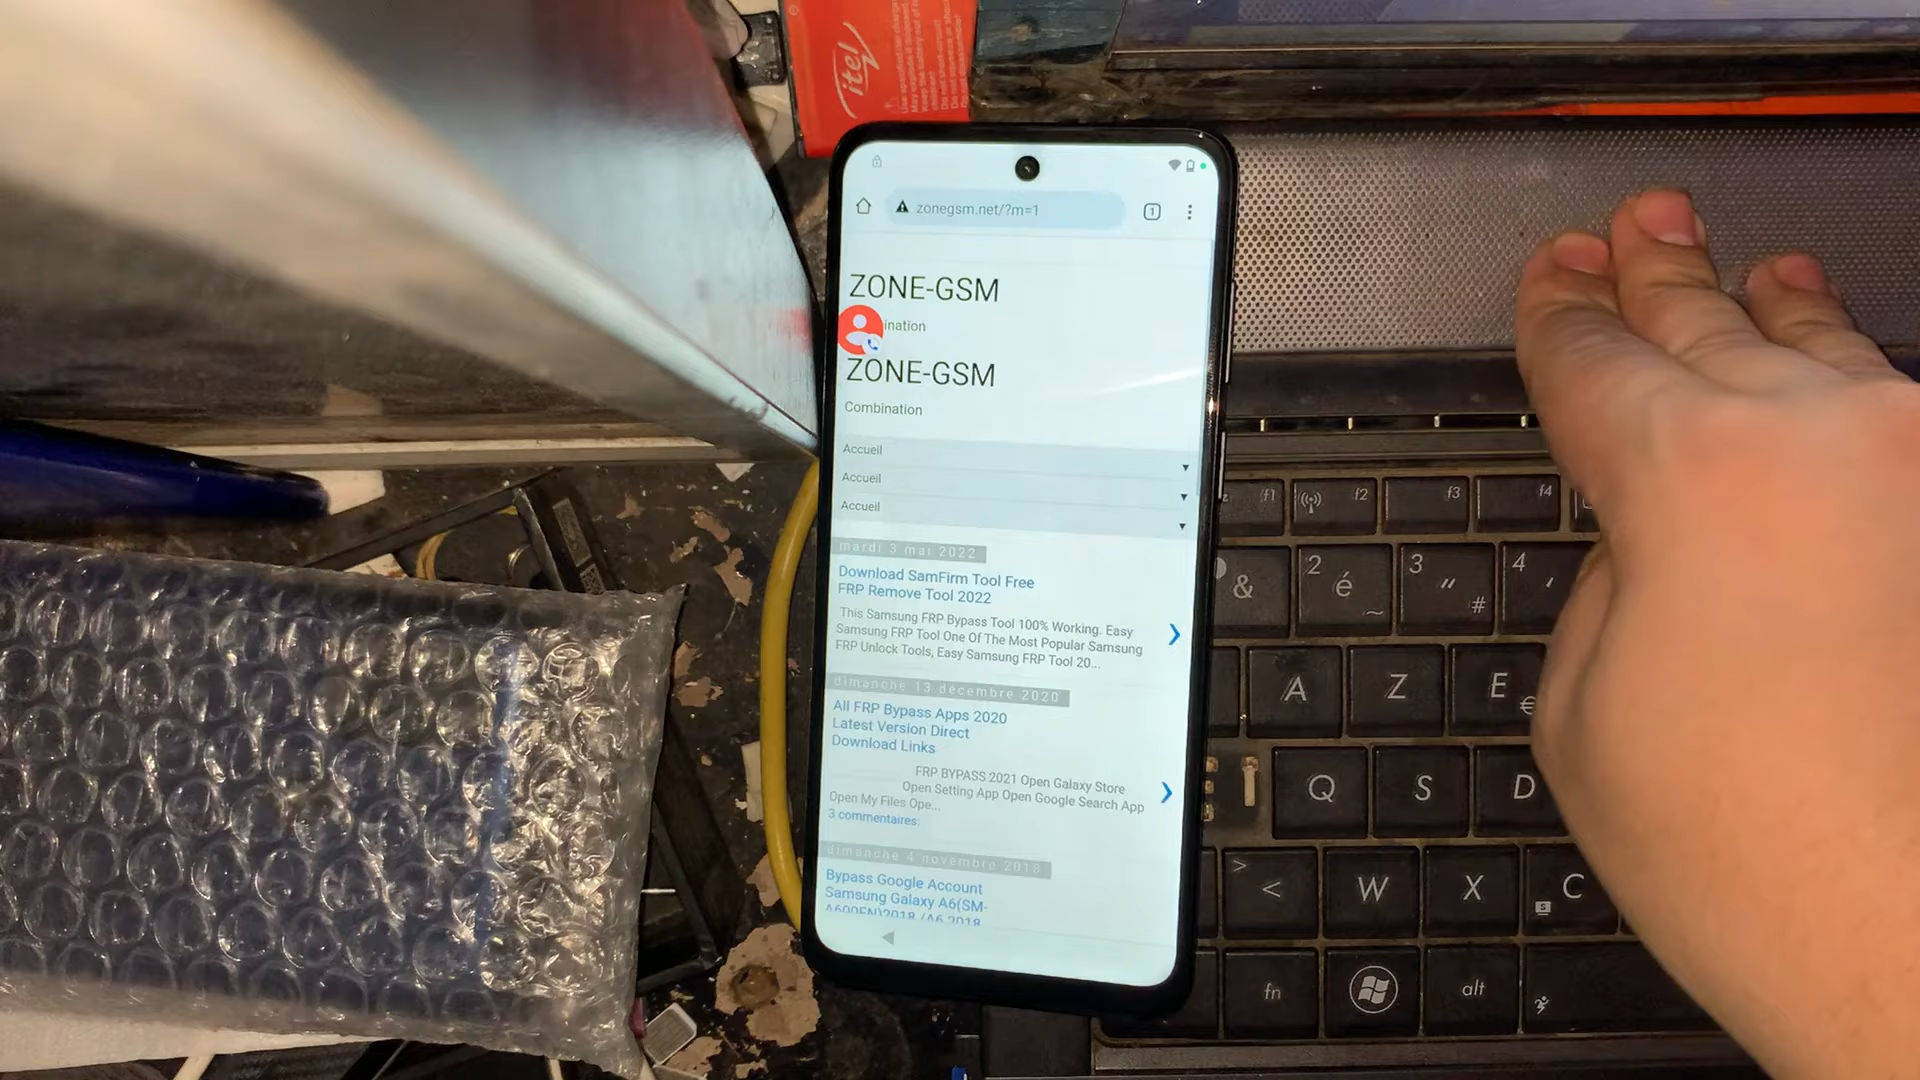 itel
zonegsm.net/?m=1
1
ZONE-GSM
ination
ZONE-GSM
Combination
Accueil
Accueil
Accueil
mardi 3 mai 2022
Download SamFirm Tool Free
FRP Remove Tool 2022
This Samsung FRP Bypass Tool 100% Working. Easy
Samsung FRP Tool One Of The Most Popular Samsung
FRP Unlock Tools, Easy Samsung FRP Tool 20...
dimanche 13 décembre 2020
All FRP Bypass Apps 2020
Latest Version Direct
Download Links
FRP BYPASS 2021 Open Galaxy Store
Open Setting App Open Google Search App
Open My Files Ope...
3 commentaires:
dimanche 4 novembre 2018
Bypass Google Account
Samsung Galaxy A6(SM-
A600FN)2018 /A6 2018
f1 f2 f3 f4
& 2 é ~ 3 " # 4 '
A Z E €
Q S D
> < W X C
fn alt